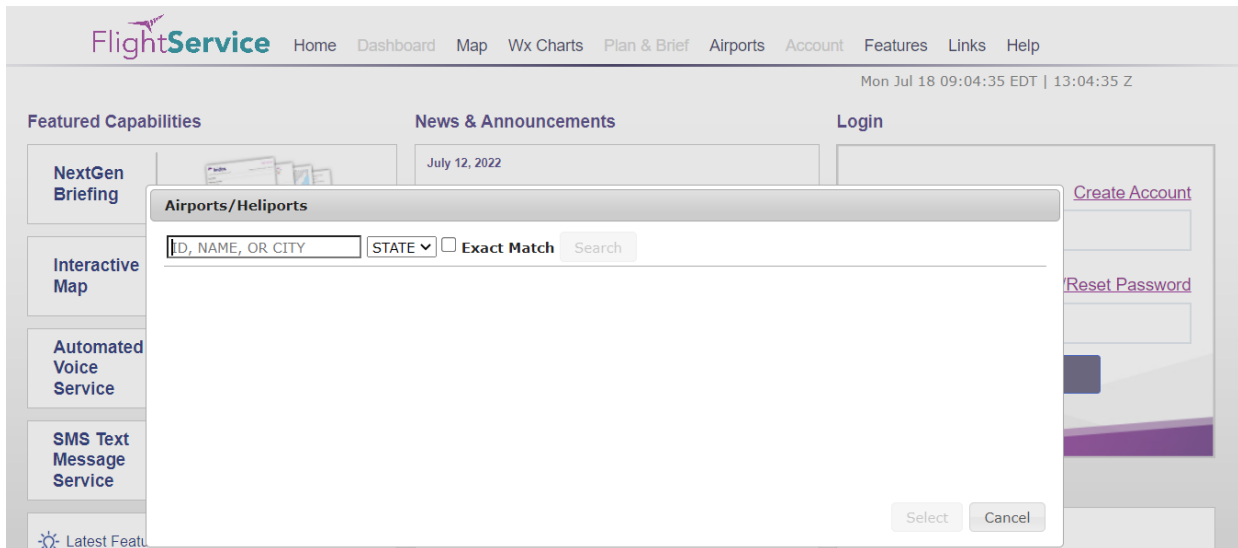 FlightService Home Dashboard Map Wx Charts Plan & Brief Airports Account Features Links Help
Mon Jul 18 09:04:35 EDT | 13:04:35 Z
Featured Capabilities
News & Announcements
Login
NextGen
Briefing
July 12, 2022
Create Account
Airports/Heliports
ID, NAME, OR CITY STATE Exact Match Search
Interactive
Map
/Reset Password
Automated
Voice
Service
SMS Text
Message
Service
Select Cancel
Latest Featu